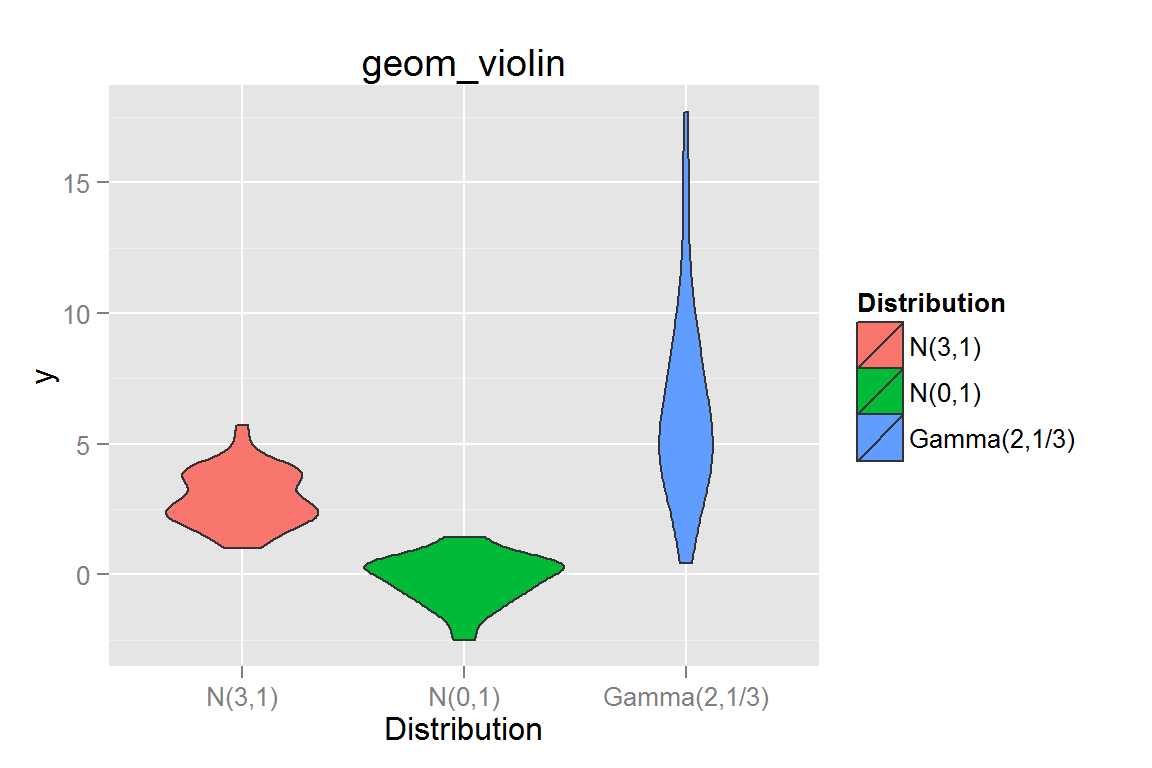 geom_violin
15
10
5
0
y
N(3,1) N(0,1) Gamma(2,1/3)
Distribution
Distribution
N(3,1)
N(0,1)
Gamma(2,1/3)